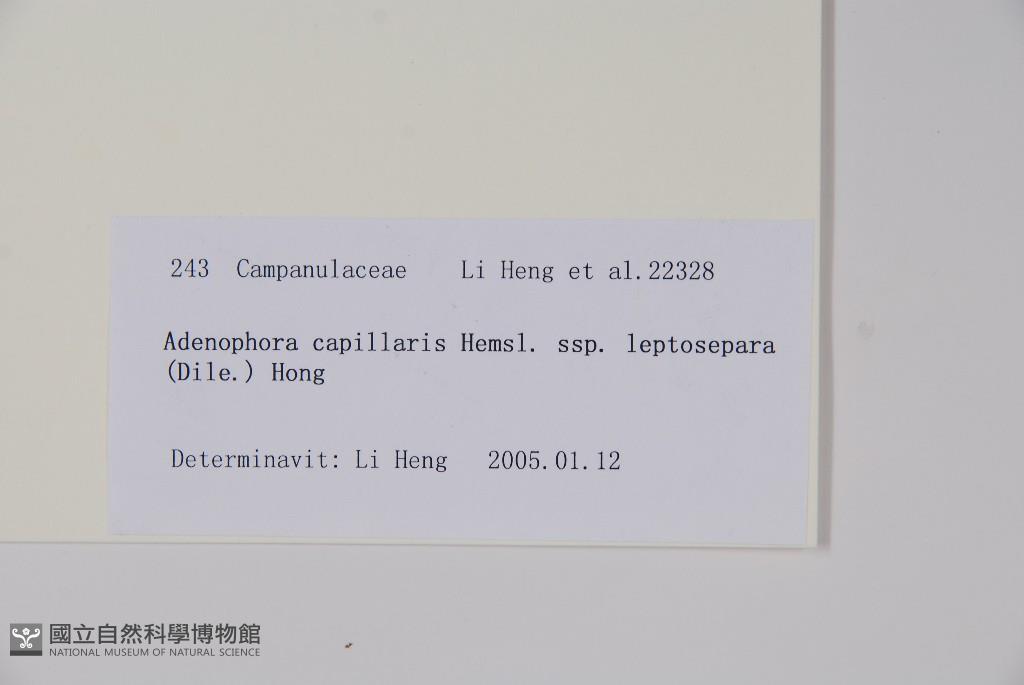 243 Campanulaceae Li Heng et al.22328
Adenophora capillaris Hemsl. ssp. leptosepara
(Dile.) Hong
Determinavit: Li Heng 2005.01.12
國立自然科學博物館
NATIONAL MUSEUM OF NATURAL SCIENCE